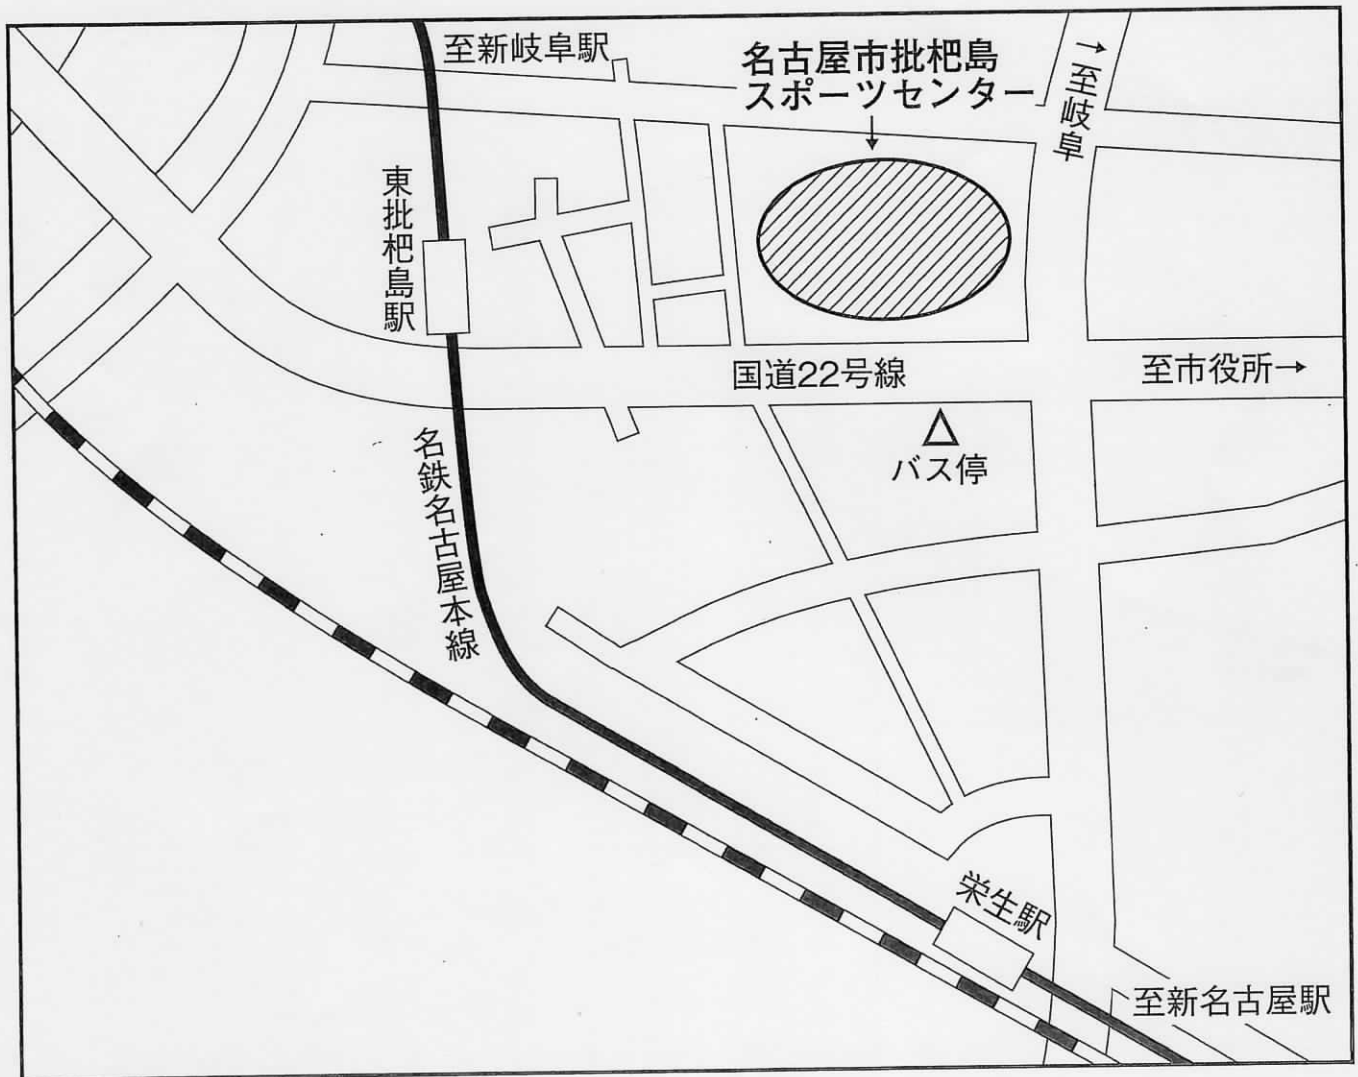 至新岐阜駅
名古屋市批杷島
スポーツセンター
↓
→至岐阜
東批杷島駅
国道22号線
至市役所→
バス停
名鉄名古屋本線
栄生駅
至新名古屋駅